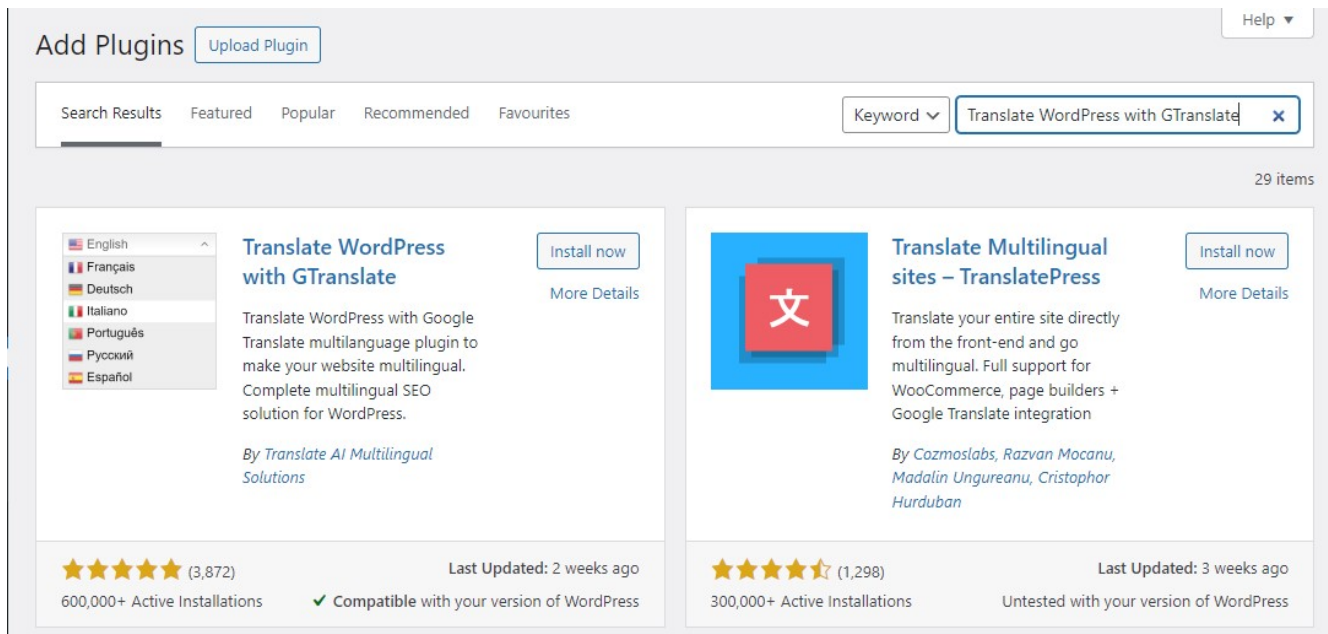 Help ▼
Add Plugins
Upload Plugin
Search Results
Featured
Popular
Recommended
Favourites
Keyword
Translate WordPress with GTranslate
29 items
English
Français
Deutsch
Italiano
Português
Русский
Español
Translate WordPress
with GTranslate
Install now
More Details
Translate WordPress with Google
Translate multilanguage plugin to
make your website multilingual.
Complete multilingual SEO
solution for WordPress.
By Translate AI Multilingual
Solutions
(3,872)
600,000+ Active Installations
Last Updated: 2 weeks ago
✓ Compatible with your version of WordPress
文
Translate Multilingual
sites – TranslatePress
Install now
More Details
Translate your entire site directly
from the front-end and go
multilingual. Full support for
WooCommerce, page builders +
Google Translate integration
By Cozmoslabs, Razvan Mocanu,
Madalin Ungureanu, Cristophor
Hurduban
(1,298)
300,000+ Active Installations
Last Updated: 3 weeks ago
Untested with your version of WordPress